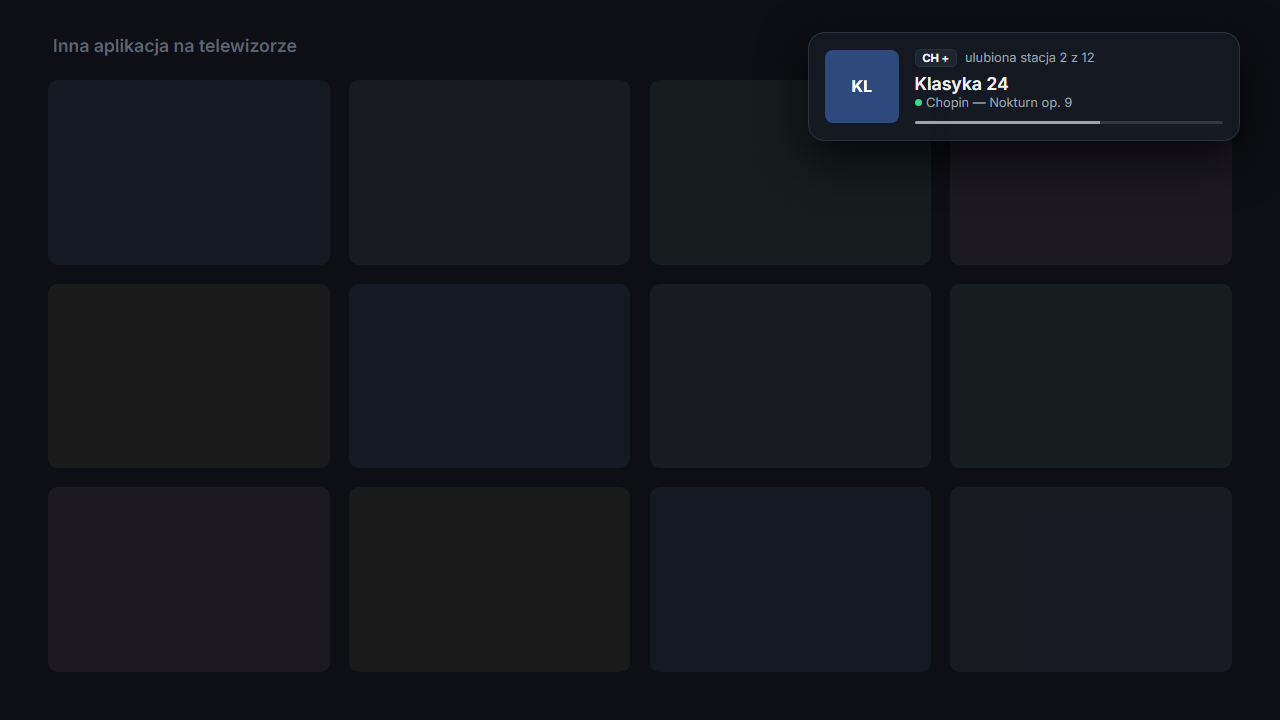 Inna aplikacja na telewizorze
KL
CH + ulubiona stacja 2 z 12
Klasyka 24
Chopin — Nokturn op. 9